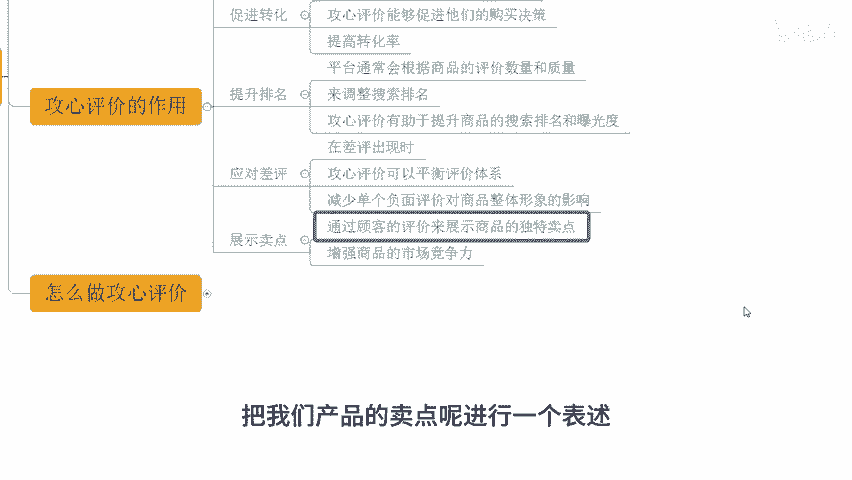 促进转化
攻心评价能够促进他们的购买决策
提高转化率
攻心评价的作用
提升排名
平台通常会根据商品的评价数量和质量
来调整搜索排名
攻心评价有助于提升商品的搜索排名和曝光度
应对差评
在差评出现时
攻心评价可以平衡评价体系
减少单个负面评价对商品整体形象的影响
展示卖点
通过顾客的评价来展示商品的独特卖点
增强商品的市场竞争力
怎么做攻心评价
把我们产品的卖点呢进行一个表述